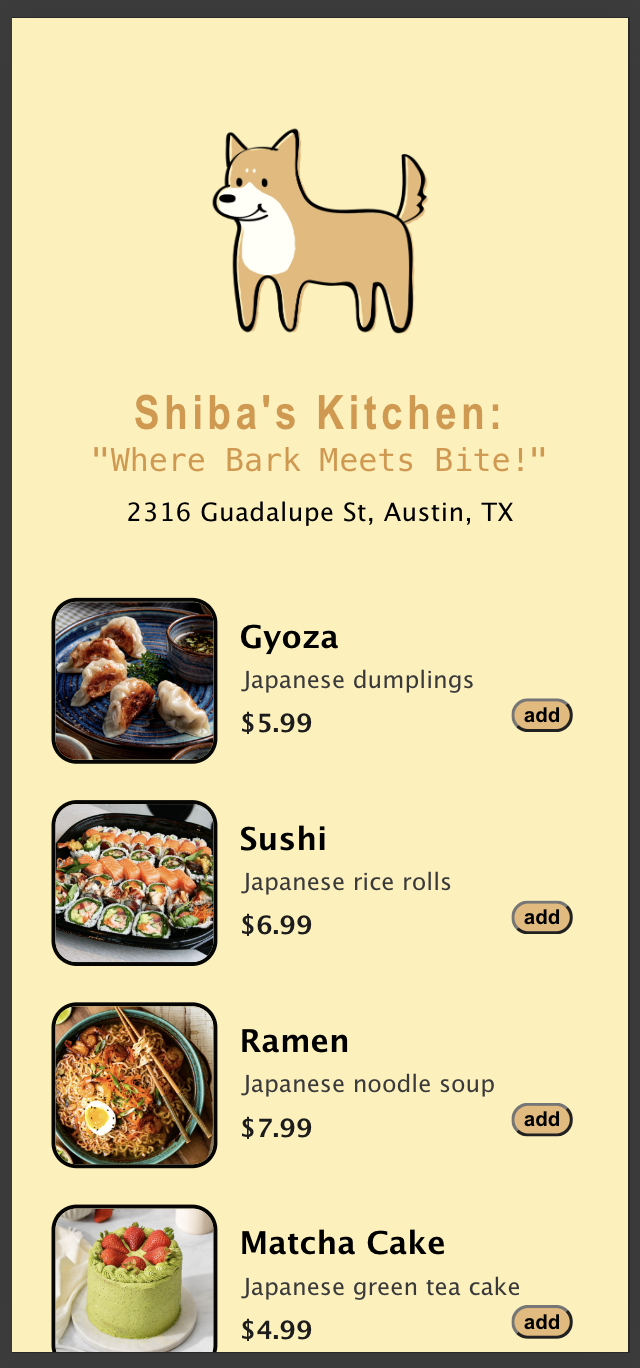 Shiba's Kitchen:
"Where Bark Meets Bite!"
2316 Guadalupe St, Austin, TX
Gyoza
Japanese dumplings
$5.99
add
Sushi
Japanese rice rolls
$6.99
add
Ramen
Japanese noodle soup
$7.99
add
Matcha Cake
Japanese green tea cake
$4.99
add